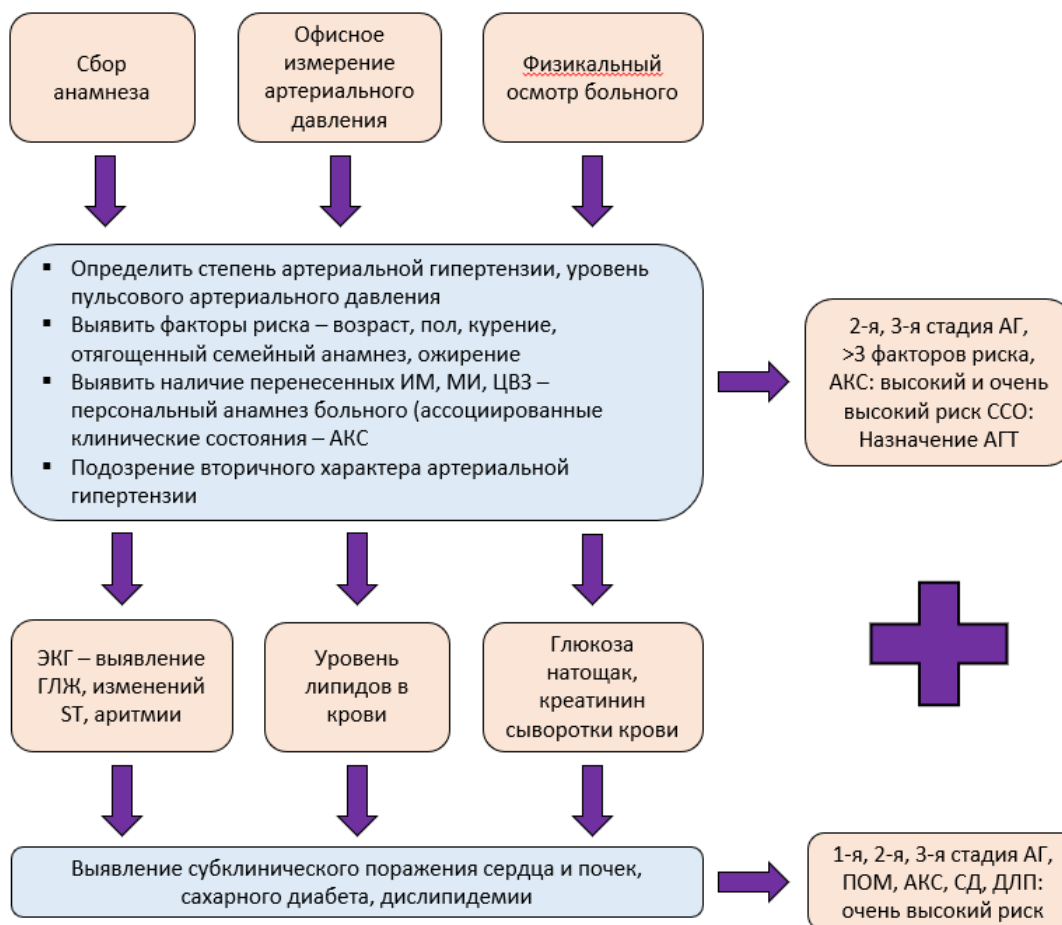 Сбор
анамнеза
Офисное
измерение
артериального
давления
Физикальный
осмотр больного
▪ Определить степень артериальной гипертензии, уровень
пульсового артериального давления
▪ Выявить факторы риска – возраст, пол, курение,
отягощенный семейный анамнез, ожирение
▪ Выявить наличие перенесенных ИМ, МИ, ЦВЗ –
персональный анамнез больного (ассоциированные
клинические состояния – АКС
▪ Подозрение вторичного характера артериальной
гипертензии
2-я, 3-я стадия АГ,
>3 факторов риска,
АКС: высокий и очень
высокий риск ССО:
Назначение АГТ
ЭКГ – выявление
ГЛЖ, изменений
ST, аритмии
Уровень
липидов в
крови
Глюкоза
натощак,
креатинин
сыворотки крови
Выявление субклинического поражения сердца и почек,
сахарного диабета, дислипидемии
1-я, 2-я, 3-я стадия АГ,
ПОМ, АКС, СД, ДЛП:
очень высокий риск